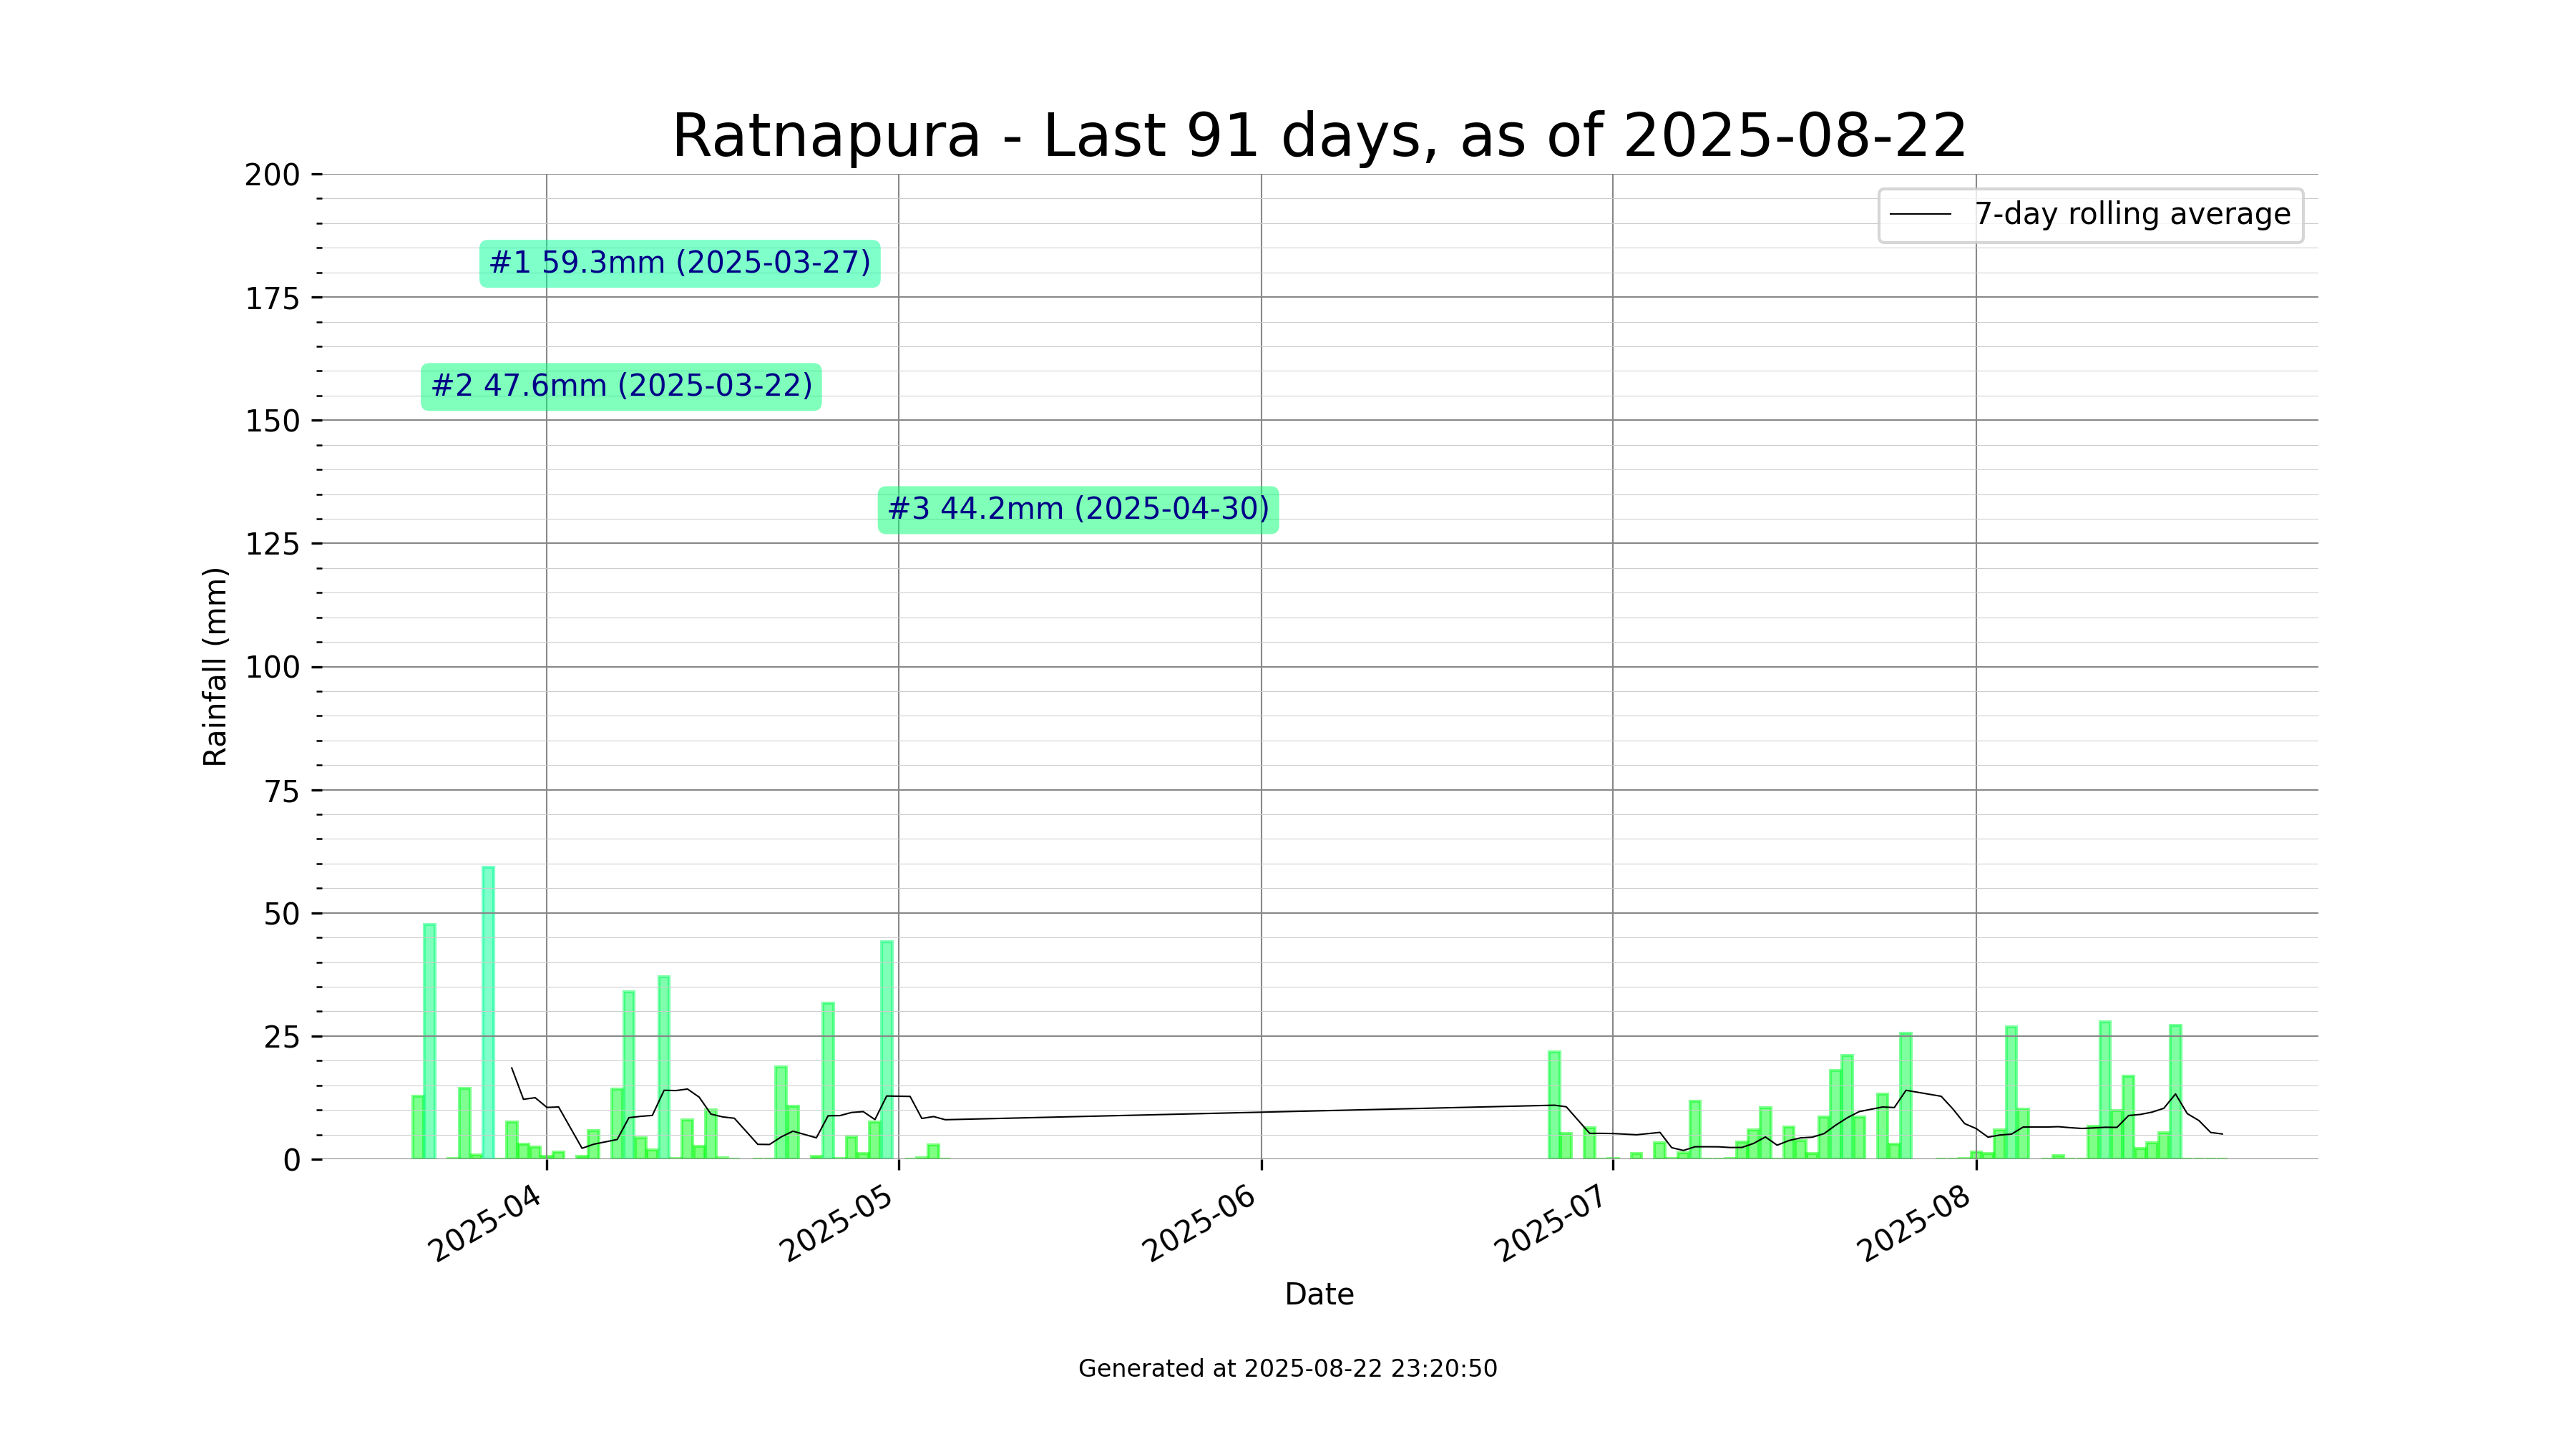 Ratnapura - Last 91 days, as of 2025-08-22
7-day rolling average
#1 59.3mm (2025-03-27)
#2 47.6mm (2025-03-22)
#3 44.2mm (2025-04-30)
Rainfall (mm)
200
175
150
125
100
75
50
25
0
2025-04
2025-05
2025-06
2025-07
2025-08
Date
Generated at 2025-08-22 23:20:50